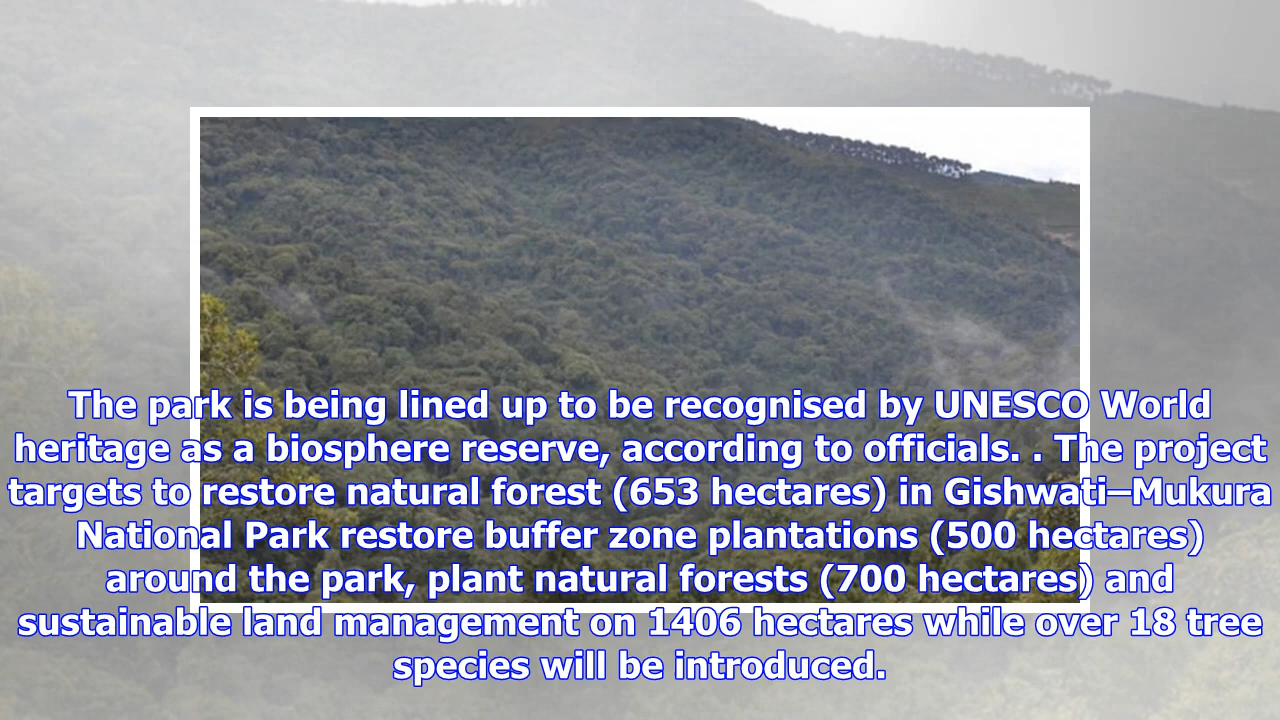 The park is being lined up to be recognised by UNESCO World
heritage as a biosphere reserve, according to officials. . The project
targets to restore natural forest (653 hectares) in Gishwati–Mukura
National Park restore buffer zone plantations (500 hectares)
around the park, plant natural forests (700 hectares) and
sustainable land management on 1406 hectares while over 18 tree
species will be introduced.